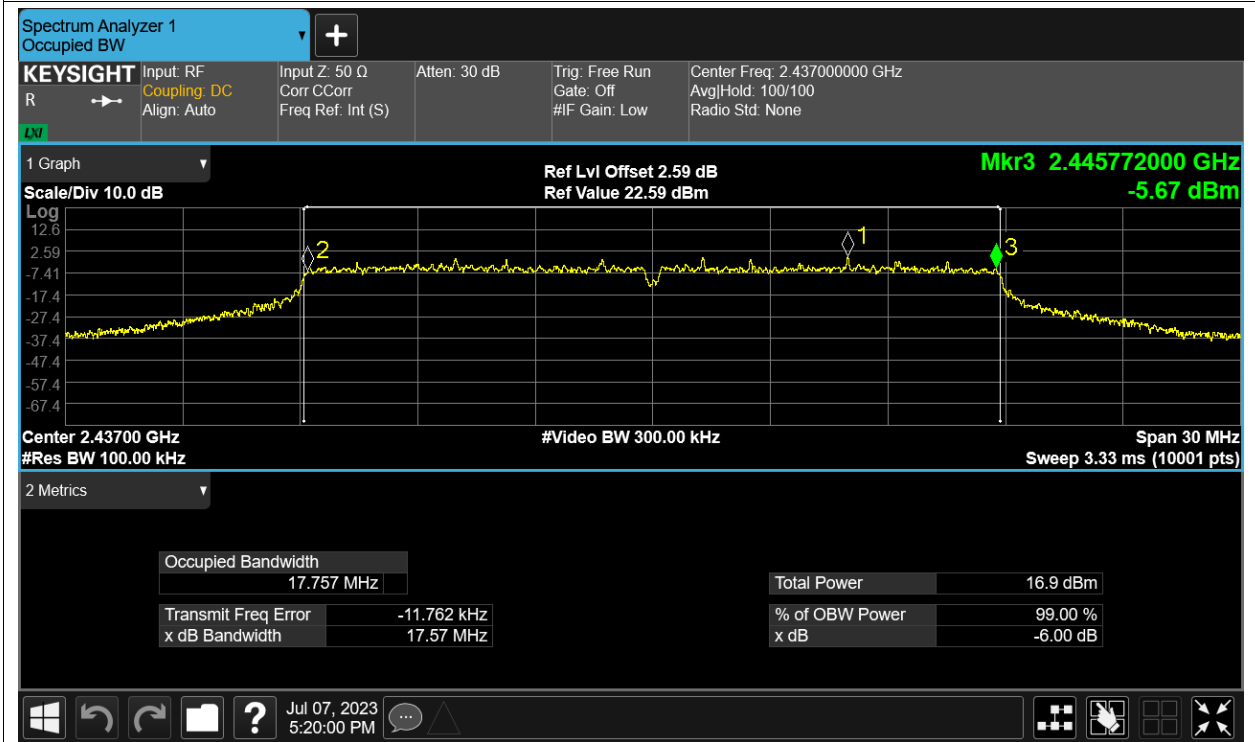 Spectrum Analyzer 1
Occupied BW
KEYSIGHT
R
LXI
Input: RF
Coupling: DC
Align: Auto
Input Z: 50 Ω
Corr CCorr
Freq Ref: Int (S)
Atten: 30 dB
Trig: Free Run
Gate: Off
#IF Gain: Low
Center Freq: 2.437000000 GHz
Avg|Hold: 100/100
Radio Std: None
1 Graph
Scale/Div 10.0 dB
Ref Lvl Offset 2.59 dB
Ref Value 22.59 dBm
Mkr3 2.445772000 GHz
-5.67 dBm
Log
12.6
2.59
-7.41
-17.4
-27.4
-37.4
-47.4
-57.4
-67.4
2
1
3
Center 2.43700 GHz
#Res BW 100.00 kHz
#Video BW 300.00 kHz
Span 30 MHz
Sweep 3.33 ms (10001 pts)
2 Metrics
Occupied Bandwidth
17.757 MHz
Transmit Freq Error -11.762 kHz
x dB Bandwidth 17.57 MHz
Total Power 16.9 dBm
% of OBW Power 99.00 %
x dB -6.00 dB
?
Jul 07, 2023
5:20:00 PM